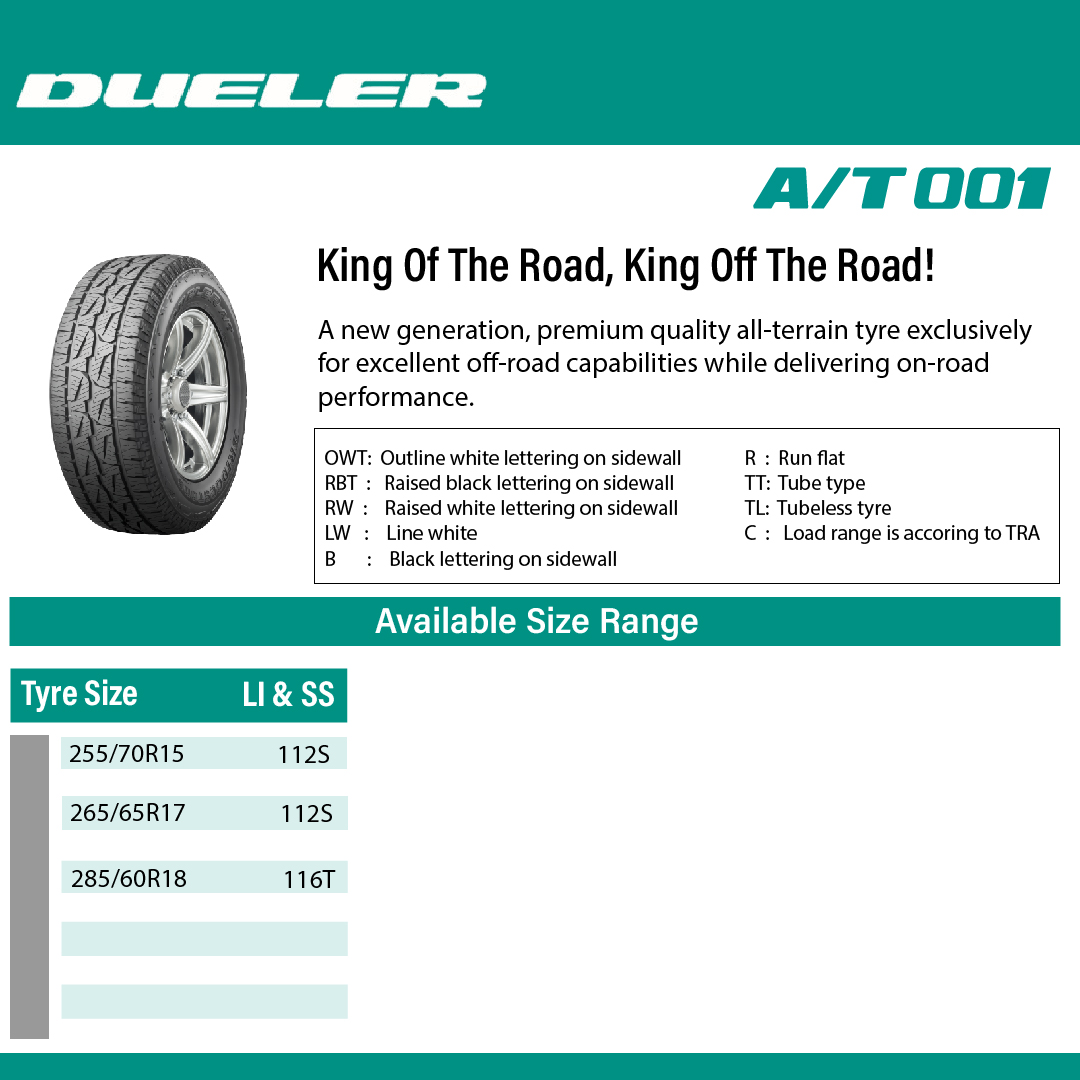 DUELER
A/T 001
King Of The Road, King Off The Road!
A new generation, premium quality all-terrain tyre exclusively
for excellent off-road capabilities while delivering on-road
performance.
OWT: Outline white lettering on sidewall
RBT : Raised black lettering on sidewall
RW : Raised white lettering on sidewall
LW : Line white
B : Black lettering on sidewall
R : Run flat
TT: Tube type
TL: Tubeless tyre
C : Load range is accoring to TRA
Available Size Range
Tyre Size LI & SS
255/70R15 112S
265/65R17 112S
285/60R18 116T